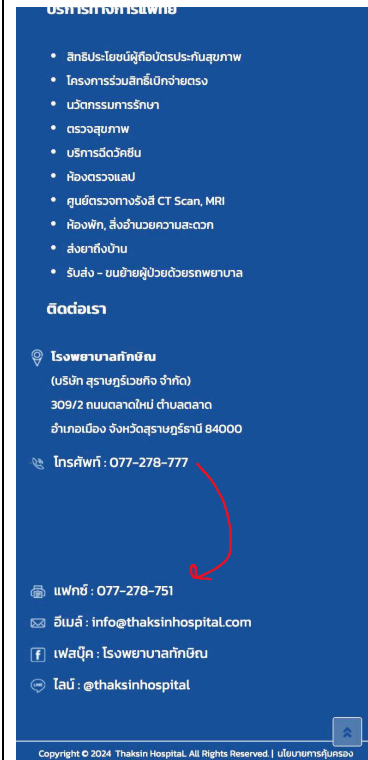 บริการทางการแพทย์
สิทธิประโยชน์ผู้ถือบัตรประกันสุขภาพ
โครงการร่วมสิทธิ์เบิกจ่ายตรง
นวัตกรรมการรักษา
ตรวจสุขภาพ
บริการฉีดวัคซีน
ห้องตรวจแลป
ศูนย์ตรวจทางรังสี CT Scan, MRI
ห้องพัก, สิ่งอำนวยความสะดวก
ส่งยาถึงบ้าน
รับส่ง - ขนย้ายผู้ป่วยด้วยรถพยาบาล
ติดต่อเรา
โรงพยาบาลทักษิณ
(บริษัท สุราษฎร์เวชกิจ จำกัด)
309/2 ถนนตลาดใหม่ ตำบลตลาด
อำเภอเมือง จังหวัดสุราษฎร์ธานี 84000
โทรศัพท์ : 077-278-777
แฟกซ์ : 077-278-751
อีเมล์ : info@thaksinhospital.com
เฟสบุ๊ค : โรงพยาบาลทักษิณ
ไลน์ : @thaksinhospital
Copyright © 2024 Thaksin Hospital. All Rights Reserved. | นโยบายการคุ้มครอง